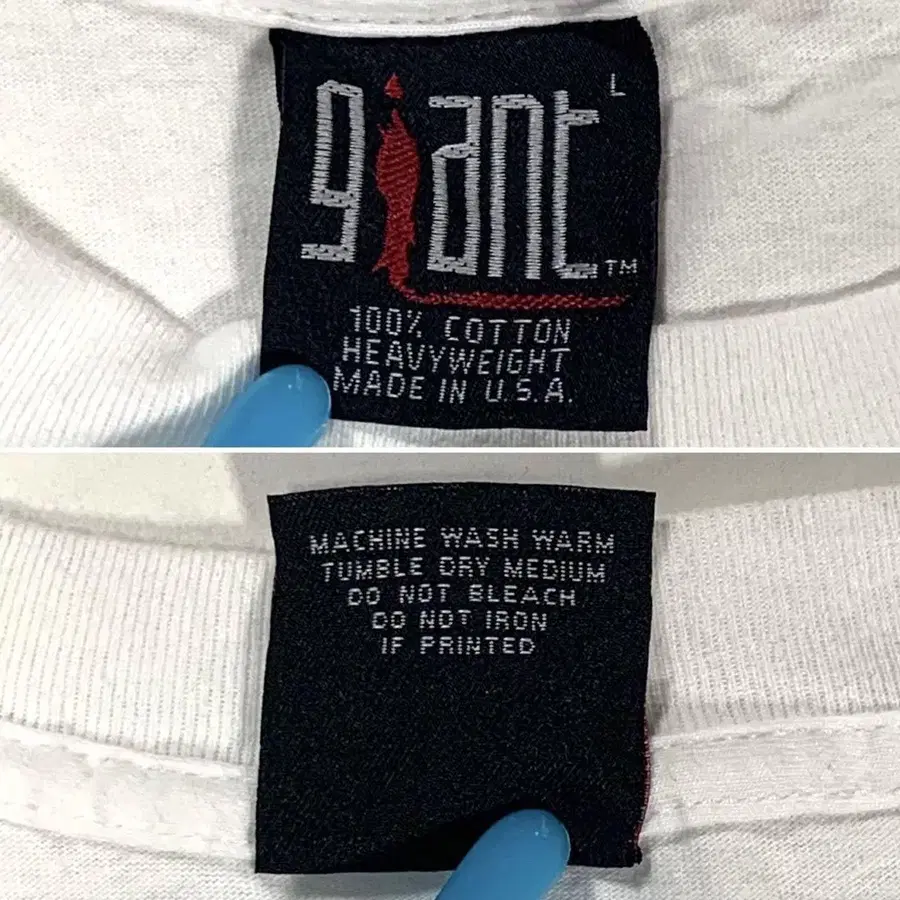 L
giant
TM
100% COTTON
HEAVYWEIGHT
MADE IN U.S.A.
MACHINE WASH WARM
TUMBLE DRY MEDIUM
DO NOT BLEACH
DO NOT IRON
IF PRINTED